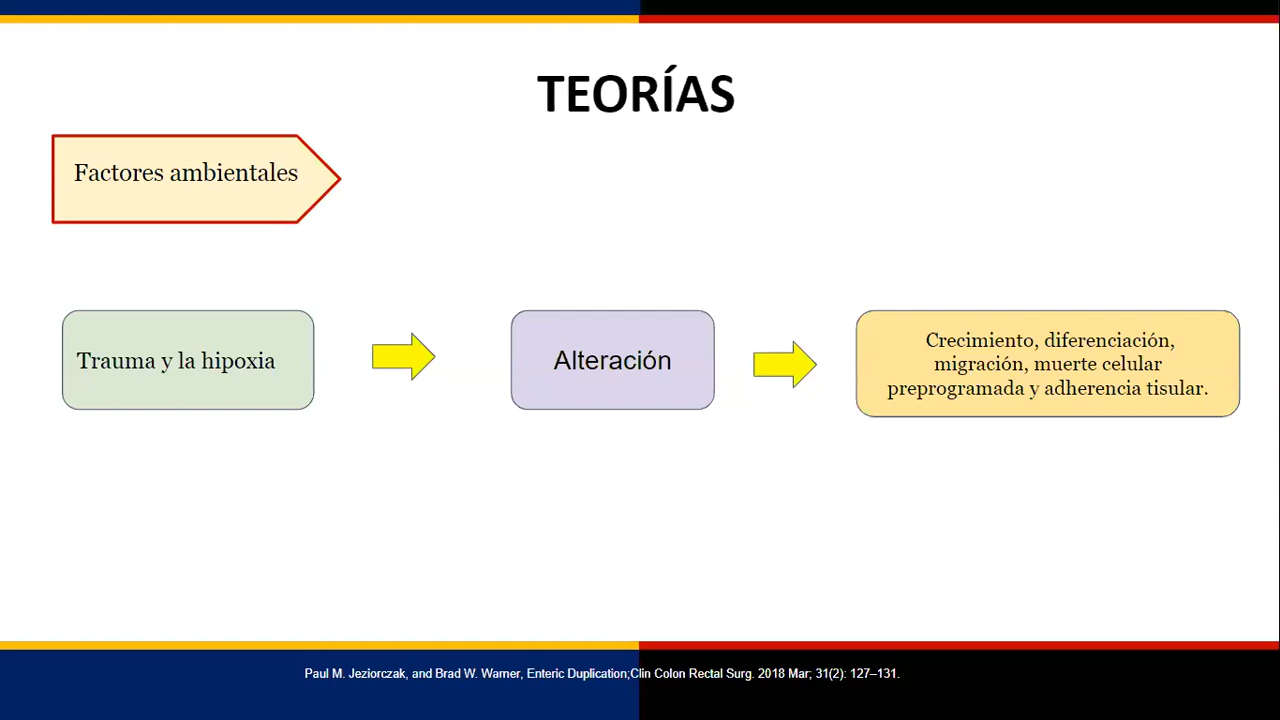 TEORÍAS
Factores ambientales
Trauma y la hipoxia
Alteración
Crecimiento, diferenciación,
migración, muerte celular
preprogramada y adherencia tisular.
Paul M. Jeziorczak, and Brad W. Warner, Enteric Duplication;Clin Colon Rectal Surg. 2018 Mar; 31(2): 127–131.